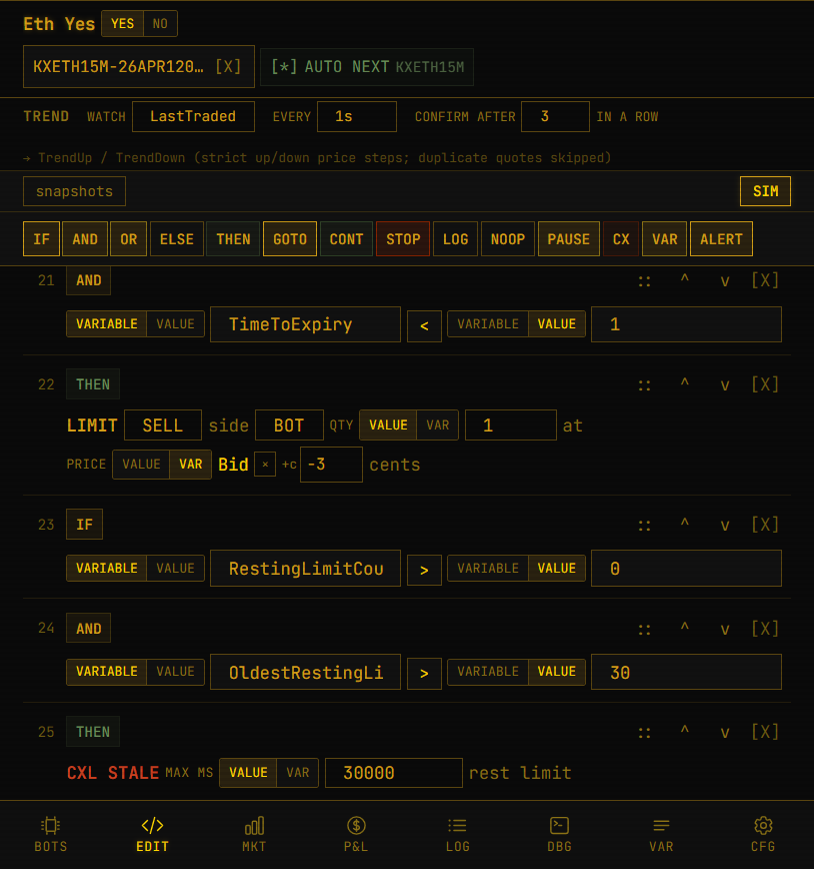 Eth Yes YES NO
KXETH15M-26APR120… [X] [*] AUTO NEXT KXETH15M
TREND WATCH LastTraded EVERY 1s CONFIRM AFTER 3 IN A ROW
→ TrendUp / TrendDown (strict up/down price steps; duplicate quotes skipped)
snapshots SIM
IF AND OR ELSE THEN GOTO CONT STOP LOG NOOP PAUSE CX VAR ALERT
21 AND :: ^ v [X]
VARIABLE VALUE TimeToExpiry < VARIABLE VALUE 1
22 THEN :: ^ v [X]
LIMIT SELL side BOT QTY VALUE VAR 1 at
PRICE VALUE VAR Bid × +c -3 cents
23 IF :: ^ v [X]
VARIABLE VALUE RestingLimitCou > VARIABLE VALUE 0
24 AND :: ^ v [X]
VARIABLE VALUE OldestRestingLi > VARIABLE VALUE 30
25 THEN :: ^ v [X]
CXL STALE MAX MS VALUE VAR 30000 rest limit
BOTS EDIT MKT P&L LOG DBG VAR CFG